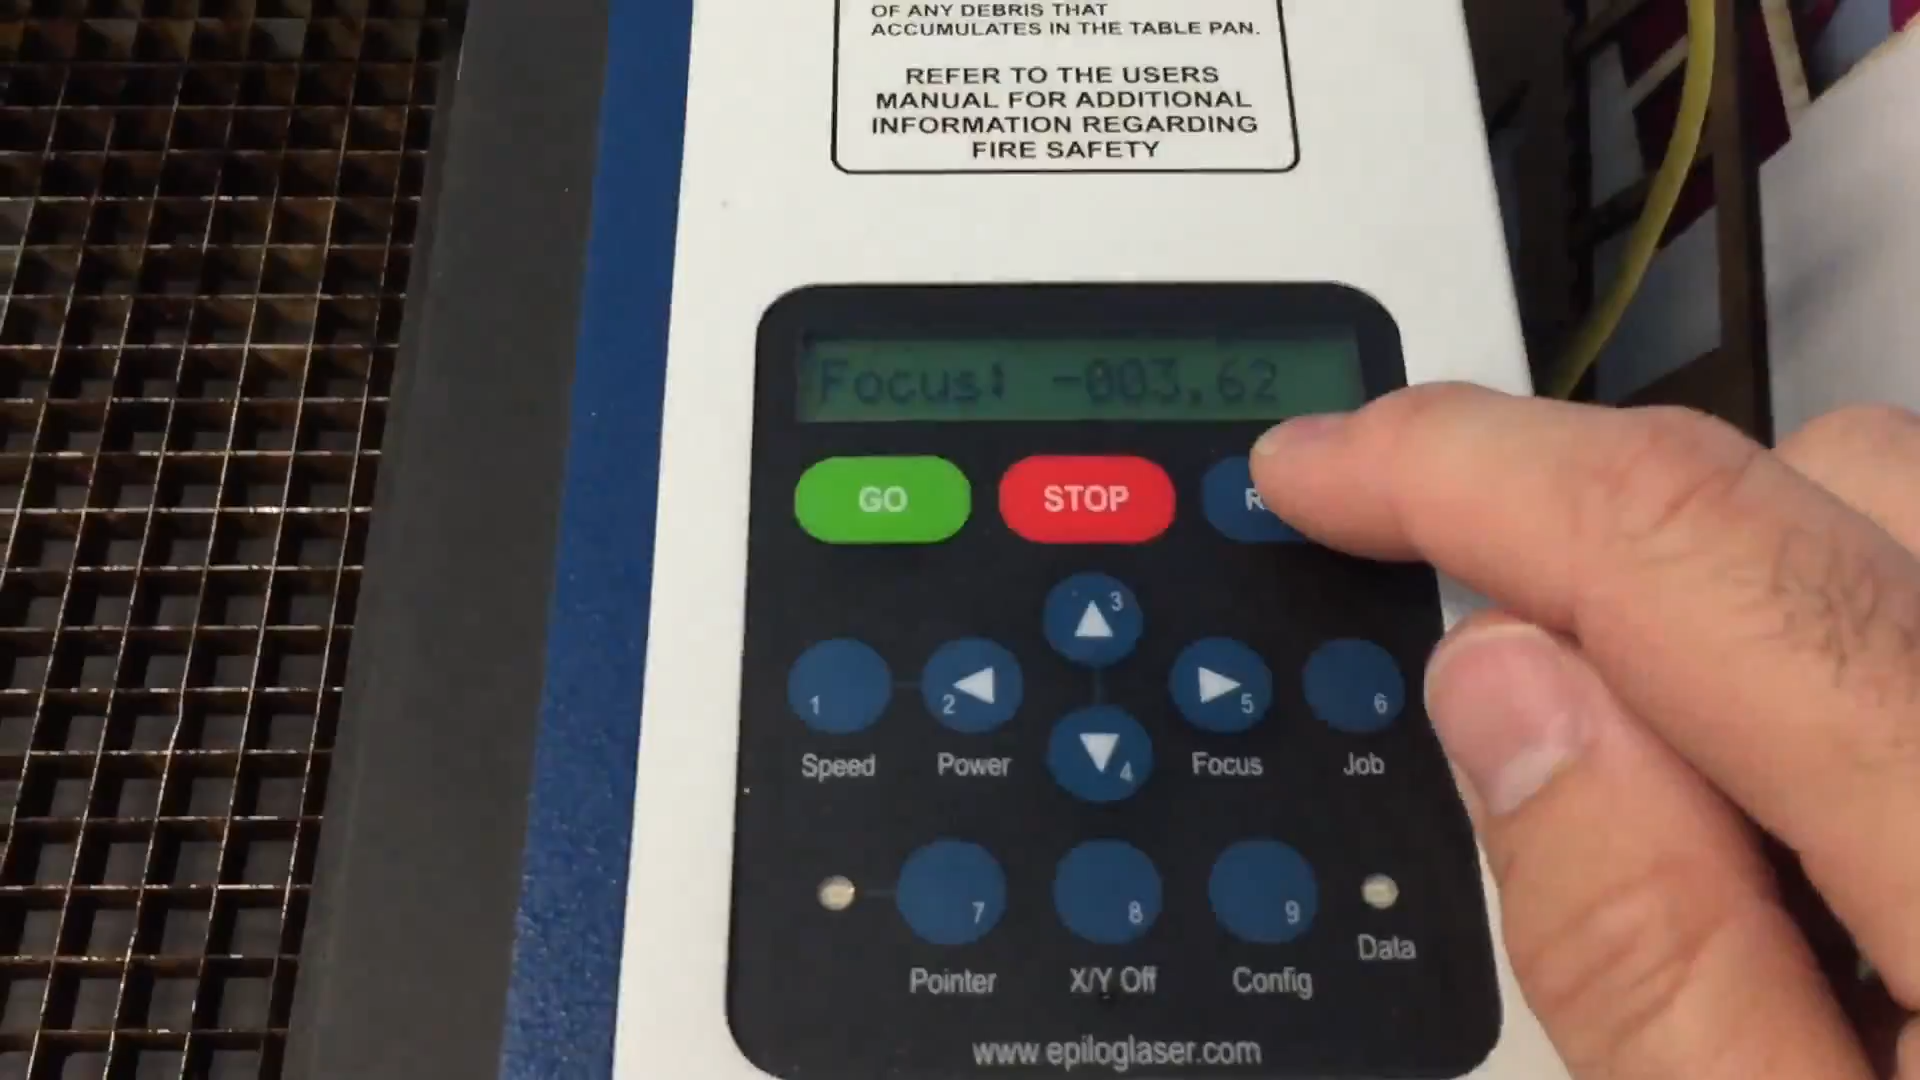 OF ANY DEBRIS THAT
ACCUMULATES IN THE TABLE PAN.
REFER TO THE USERS
MANUAL FOR ADDITIONAL
INFORMATION REGARDING
FIRE SAFETY
Focus: -003.62
GO STOP R
3
1 2 5 6
4
Speed Power Focus Job
7 8 9
Data
Pointer X/Y Off Config
www.epiloglaser.com